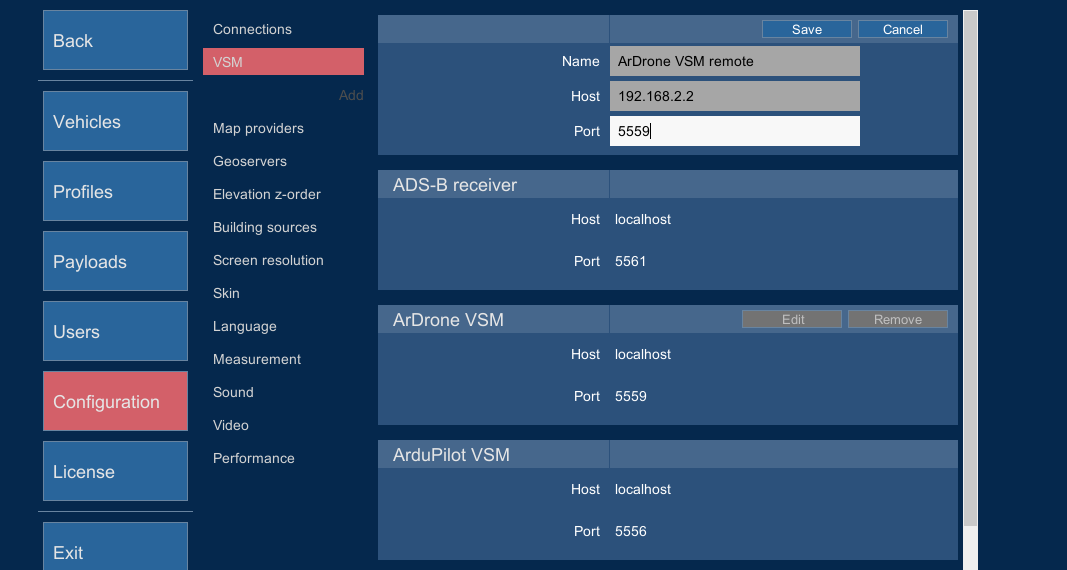 Back
Vehicles
Profiles
Payloads
Users
Configuration
License
Exit
Connections
VSM
Add
Map providers
Geoservers
Elevation z-order
Building sources
Screen resolution
Skin
Language
Measurement
Sound
Video
Performance
Save Cancel
Name ArDrone VSM remote
Host 192.168.2.2
Port 5559
ADS-B receiver
Host localhost
Port 5561
ArDrone VSM Edit Remove
Host localhost
Port 5559
ArduPilot VSM
Host localhost
Port 5556